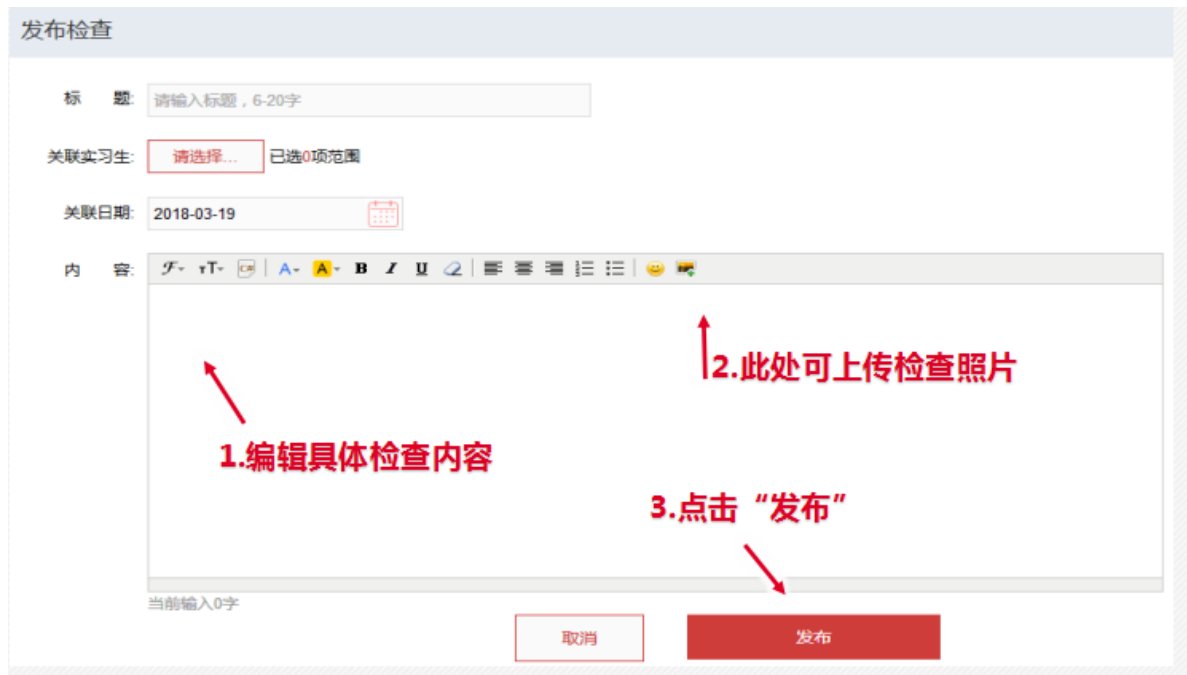 发布检查
标 题: 请输入标题，6-20字
关联实习生: 请选择... 已选0项范围
关联日期: 2018-03-19
内 容: F TT C# A A B I U
2.此处可上传检查照片
1.编辑具体检查内容
3.点击“发布”
当前输入0字
取消 发布